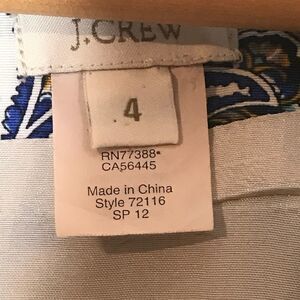 J.CREW
4
RN77388
CA56445
Made in China
Style 72116
SP 12